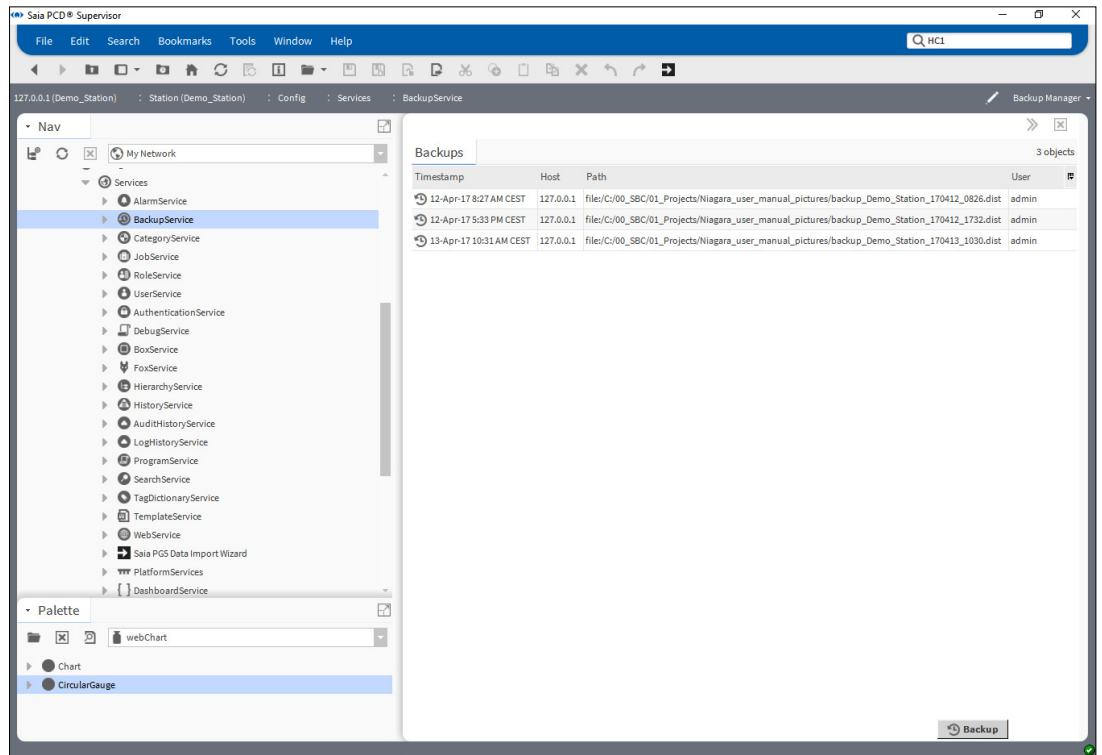 Saia PCD® Supervisor
File Edit Search Bookmarks Tools Window Help
HC1
127.0.0.1 (Demo_Station) : Station (Demo_Station) : Config : Services : BackupService
Backup Manager
Nav
My Network
Services
AlarmService
BackupService
CategoryService
JobService
RoleService
UserService
AuthenticationService
DebugService
BoxService
FoxService
HierarchyService
HistoryService
AuditHistoryService
LogHistoryService
ProgramService
SearchService
TagDictionaryService
TemplateService
WebService
Saia PG5 Data Import Wizard
PlatformServices
DashboardService
Palette
webChart
Chart
CircularGauge
Backups
3 objects
Timestamp Host Path User
12-Apr-17 8:27 AM CEST 127.0.0.1 file:/C:/00_SBC/01_Projects/Niagara_user_manual_pictures/backup_Demo_Station_170412_0826.dist admin
12-Apr-17 5:33 PM CEST 127.0.0.1 file:/C:/00_SBC/01_Projects/Niagara_user_manual_pictures/backup_Demo_Station_170412_1732.dist admin
13-Apr-17 10:31 AM CEST 127.0.0.1 file:/C:/00_SBC/01_Projects/Niagara_user_manual_pictures/backup_Demo_Station_170413_1030.dist admin
Backup